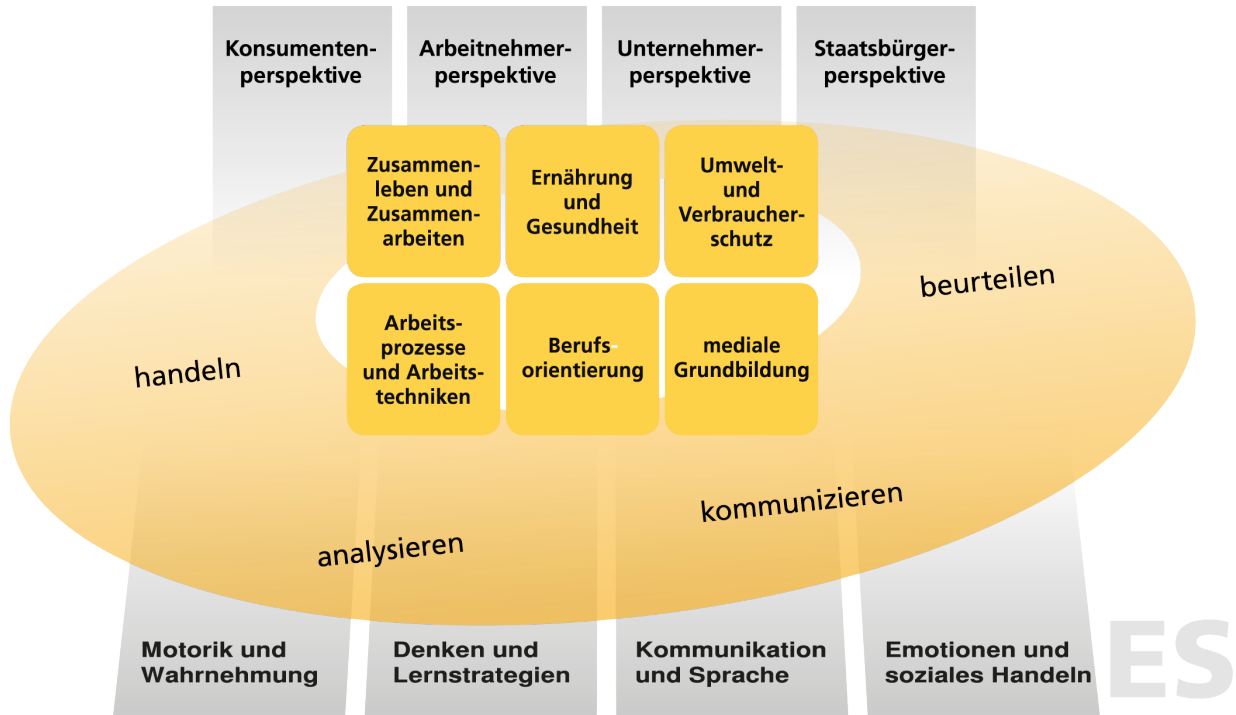 Konsumenten-
perspektive
Arbeitnehmer-
perspektive
Unternehmer-
perspektive
Staatsbürger-
perspektive
Zusammen-
leben und
Zusammen-
arbeiten
Ernährung
und
Gesundheit
Umwelt-
und
Verbraucher-
schutz
beurteilen
handeln
Arbeits-
prozesse
und Arbeits-
techniken
Berufs-
orientierung
mediale
Grundbildung
kommunizieren
analysieren
Motorik und
Wahrnehmung
Denken und
Lernstrategien
Kommunikation
und Sprache
Emotionen und
soziales Handeln
ES